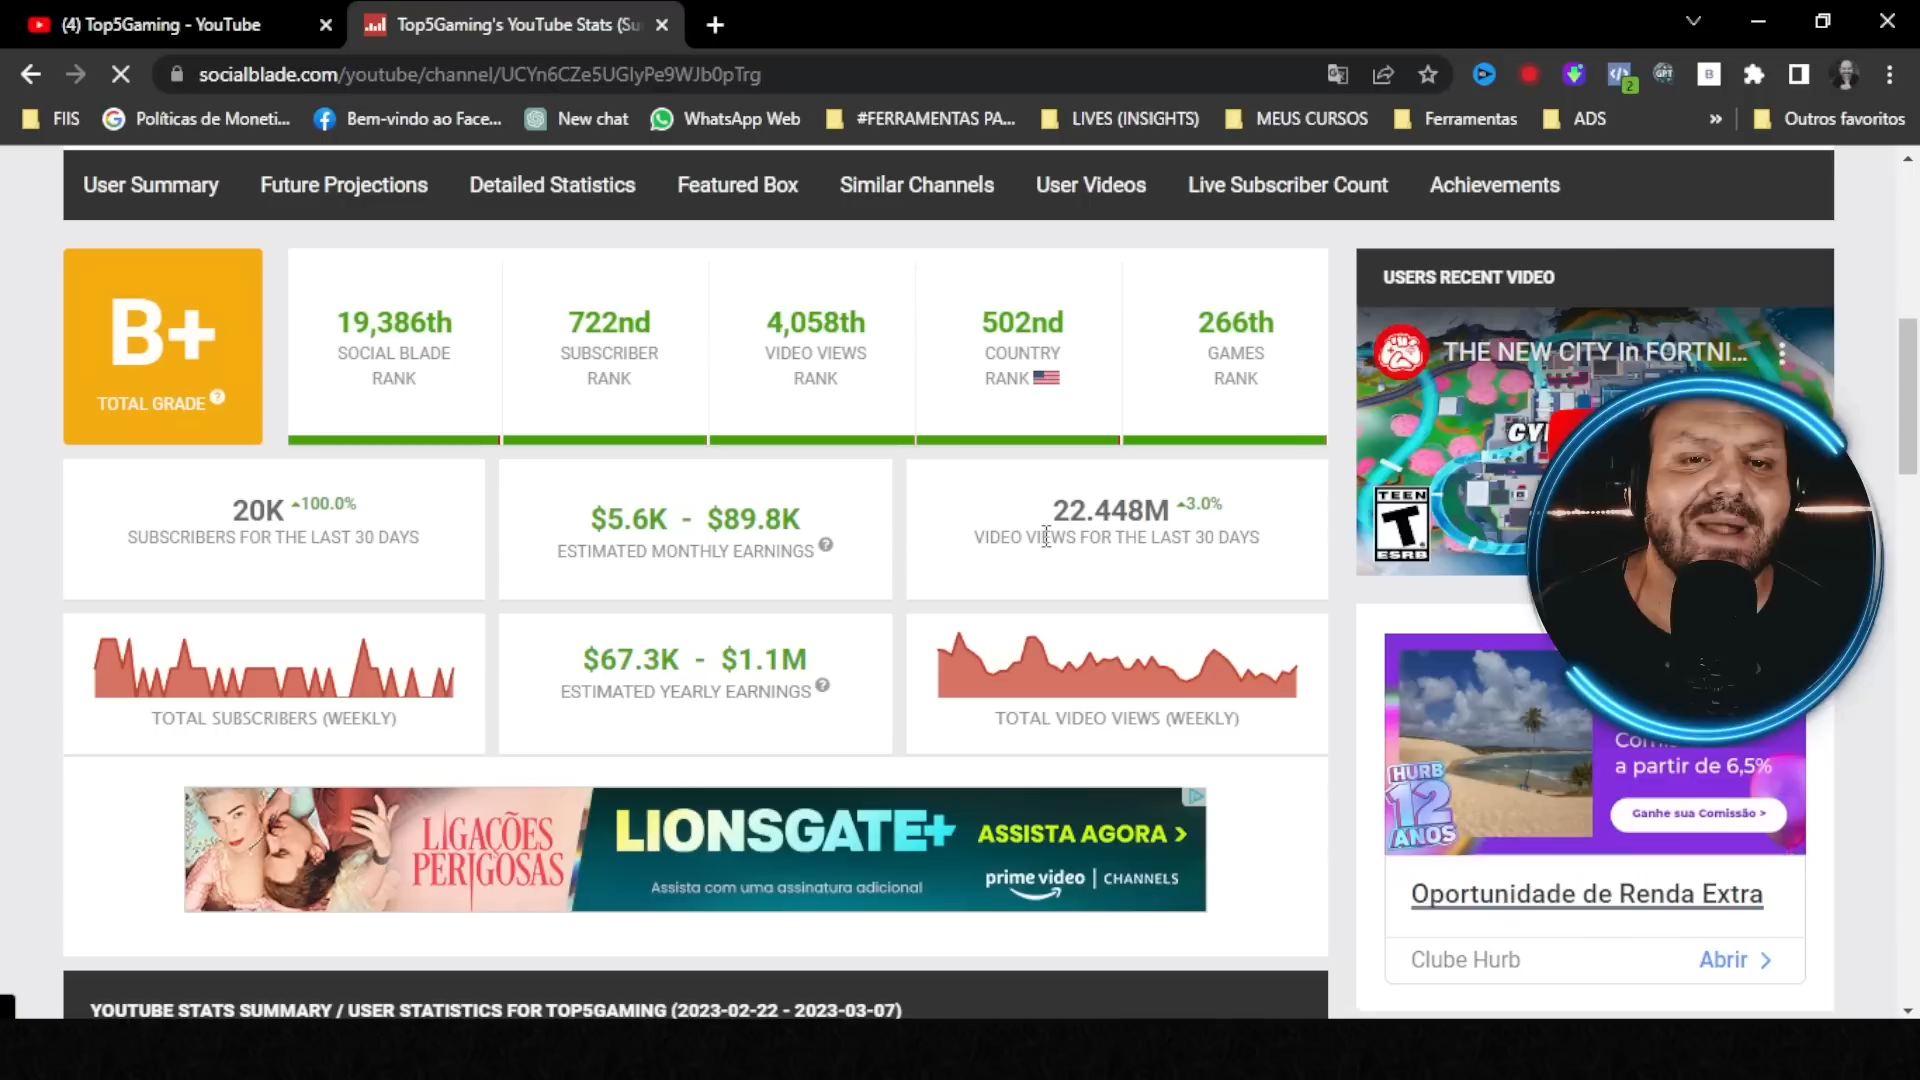 (4) Top5Gaming - YouTube
Top5Gaming's YouTube Stats (Su
socialblade.com/youtube/channel/UCYn6CZe5UGlyPe9WJb0pTrg
2
GPT
B
FIIS
Políticas de Moneti...
Bem-vindo ao Face...
New chat
WhatsApp Web
#FERRAMENTAS PA...
LIVES (INSIGHTS)
MEUS CURSOS
Ferramentas
ADS
»
Outros favoritos
User Summary
Future Projections
Detailed Statistics
Featured Box
Similar Channels
User Videos
Live Subscriber Count
Achievements
B+
TOTAL GRADE
19,386th
SOCIAL BLADE
RANK
722nd
SUBSCRIBER
RANK
4,058th
VIDEO VIEWS
RANK
502nd
COUNTRY
RANK
266th
GAMES
RANK
USERS RECENT VIDEO
THE NEW CITY In FORTNI...
TEEN
T
ESRB
20K 100.0%
SUBSCRIBERS FOR THE LAST 30 DAYS
$5.6K - $89.8K
ESTIMATED MONTHLY EARNINGS
22.448M 3.0%
VIDEO VIEWS FOR THE LAST 30 DAYS
TOTAL SUBSCRIBERS (WEEKLY)
$67.3K - $1.1M
ESTIMATED YEARLY EARNINGS
TOTAL VIDEO VIEWS (WEEKLY)
LIGAÇÕES
PERIGOSAS
LIONSGATE+
Assista com uma assinatura adicional
ASSISTA AGORA >
prime video | CHANNELS
HURB
12
ANOS
a partir de 6,5%
Ganhe sua Comissão >
Oportunidade de Renda Extra
Clube Hurb
Abrir >
YOUTUBE STATS SUMMARY / USER STATISTICS FOR TOP5GAMING (2023-02-22 - 2023-03-07)